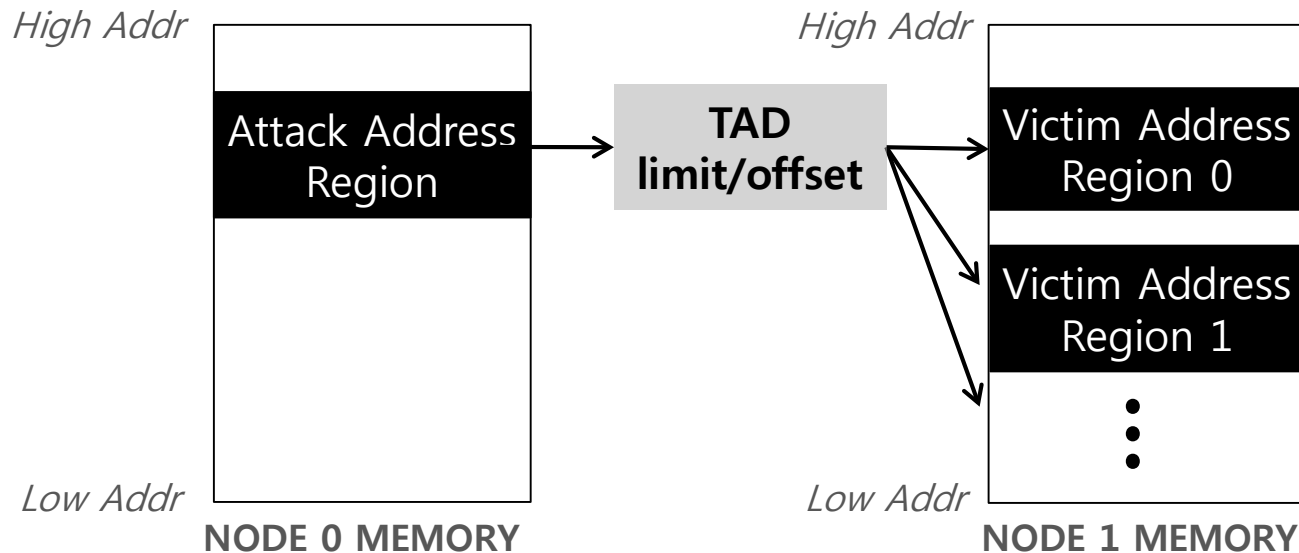 High Addr
Attack Address
Region
Low Addr
NODE 0 MEMORY
TAD
limit/offset
High Addr
Victim Address
Region 0
Victim Address
Region 1
Low Addr
NODE 1 MEMORY